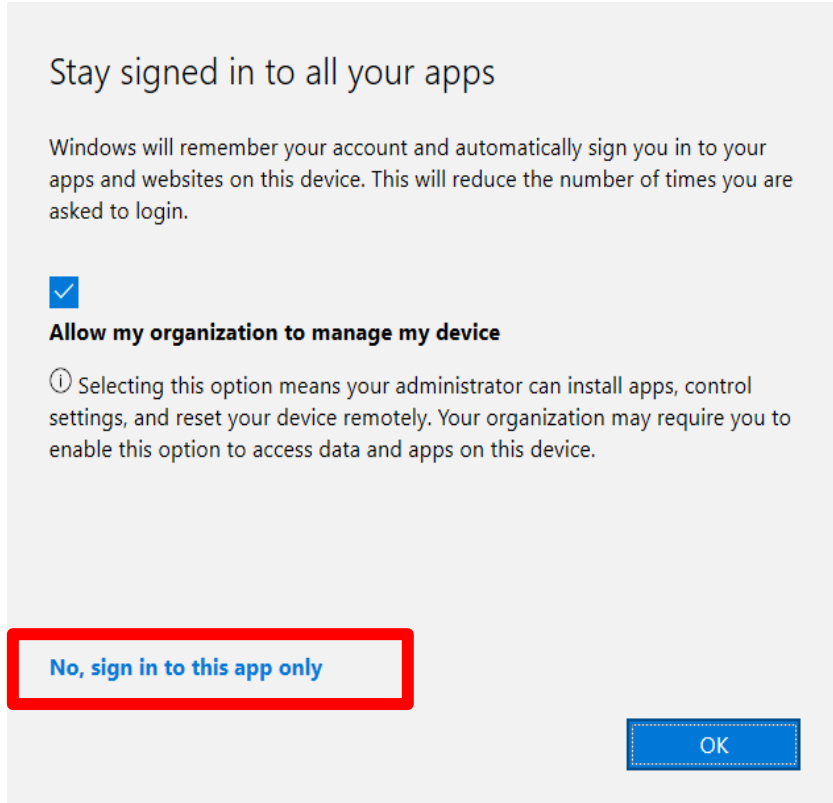 Stay signed in to all your apps
Windows will remember your account and automatically sign you in to your
apps and websites on this device. This will reduce the number of times you are
asked to login.
Allow my organization to manage my device
Selecting this option means your administrator can install apps, control
settings, and reset your device remotely. Your organization may require you to
enable this option to access data and apps on this device.
No, sign in to this app only
OK